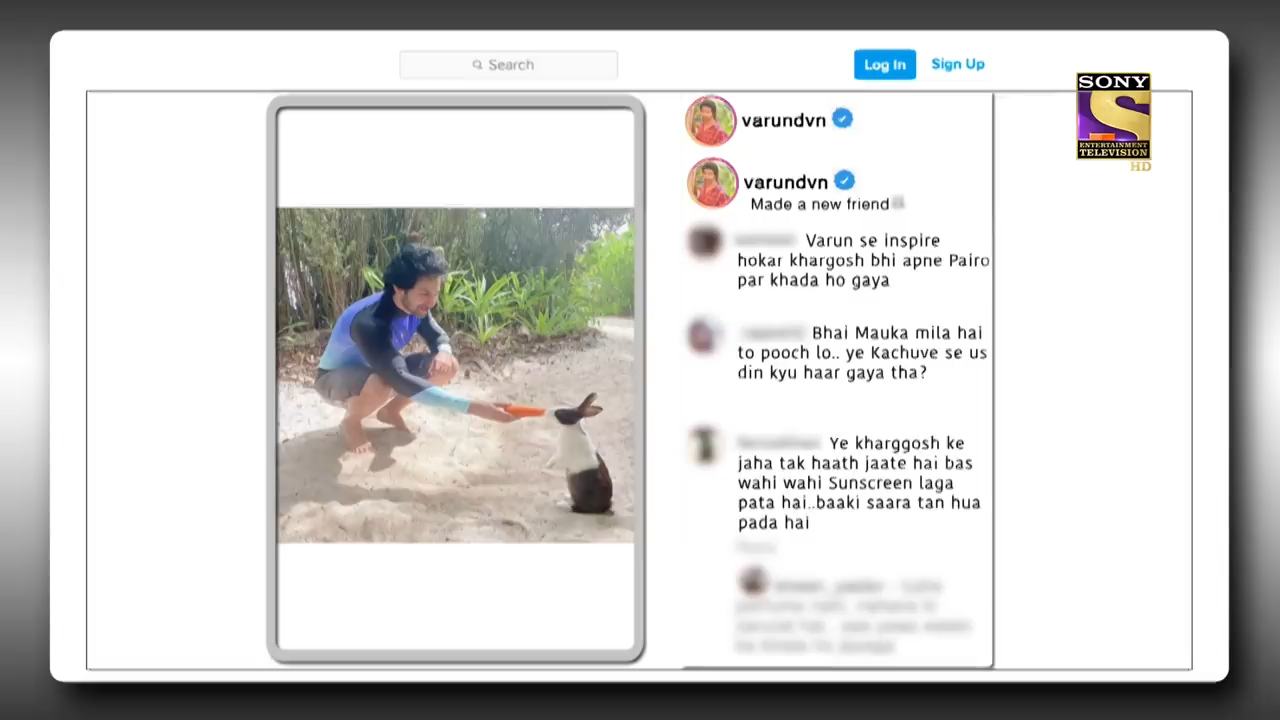 Search
Log In
Sign Up
SONY
ENTERTAINMENT
TELEVISION
HD
varundvn
varundvn
Made a new friend
Varun se inspire
hokar khargosh bhi apne Pairo
par khada ho gaya
Bhai Mauka mila hai
to pooch lo.. ye Kachuve se us
din kyu haar gaya tha?
Ye kharggosh ke
jaha tak haath jaate hai bas
wahi wahi Sunscreen laga
pata hai..baaki saara tan hua
pada hai